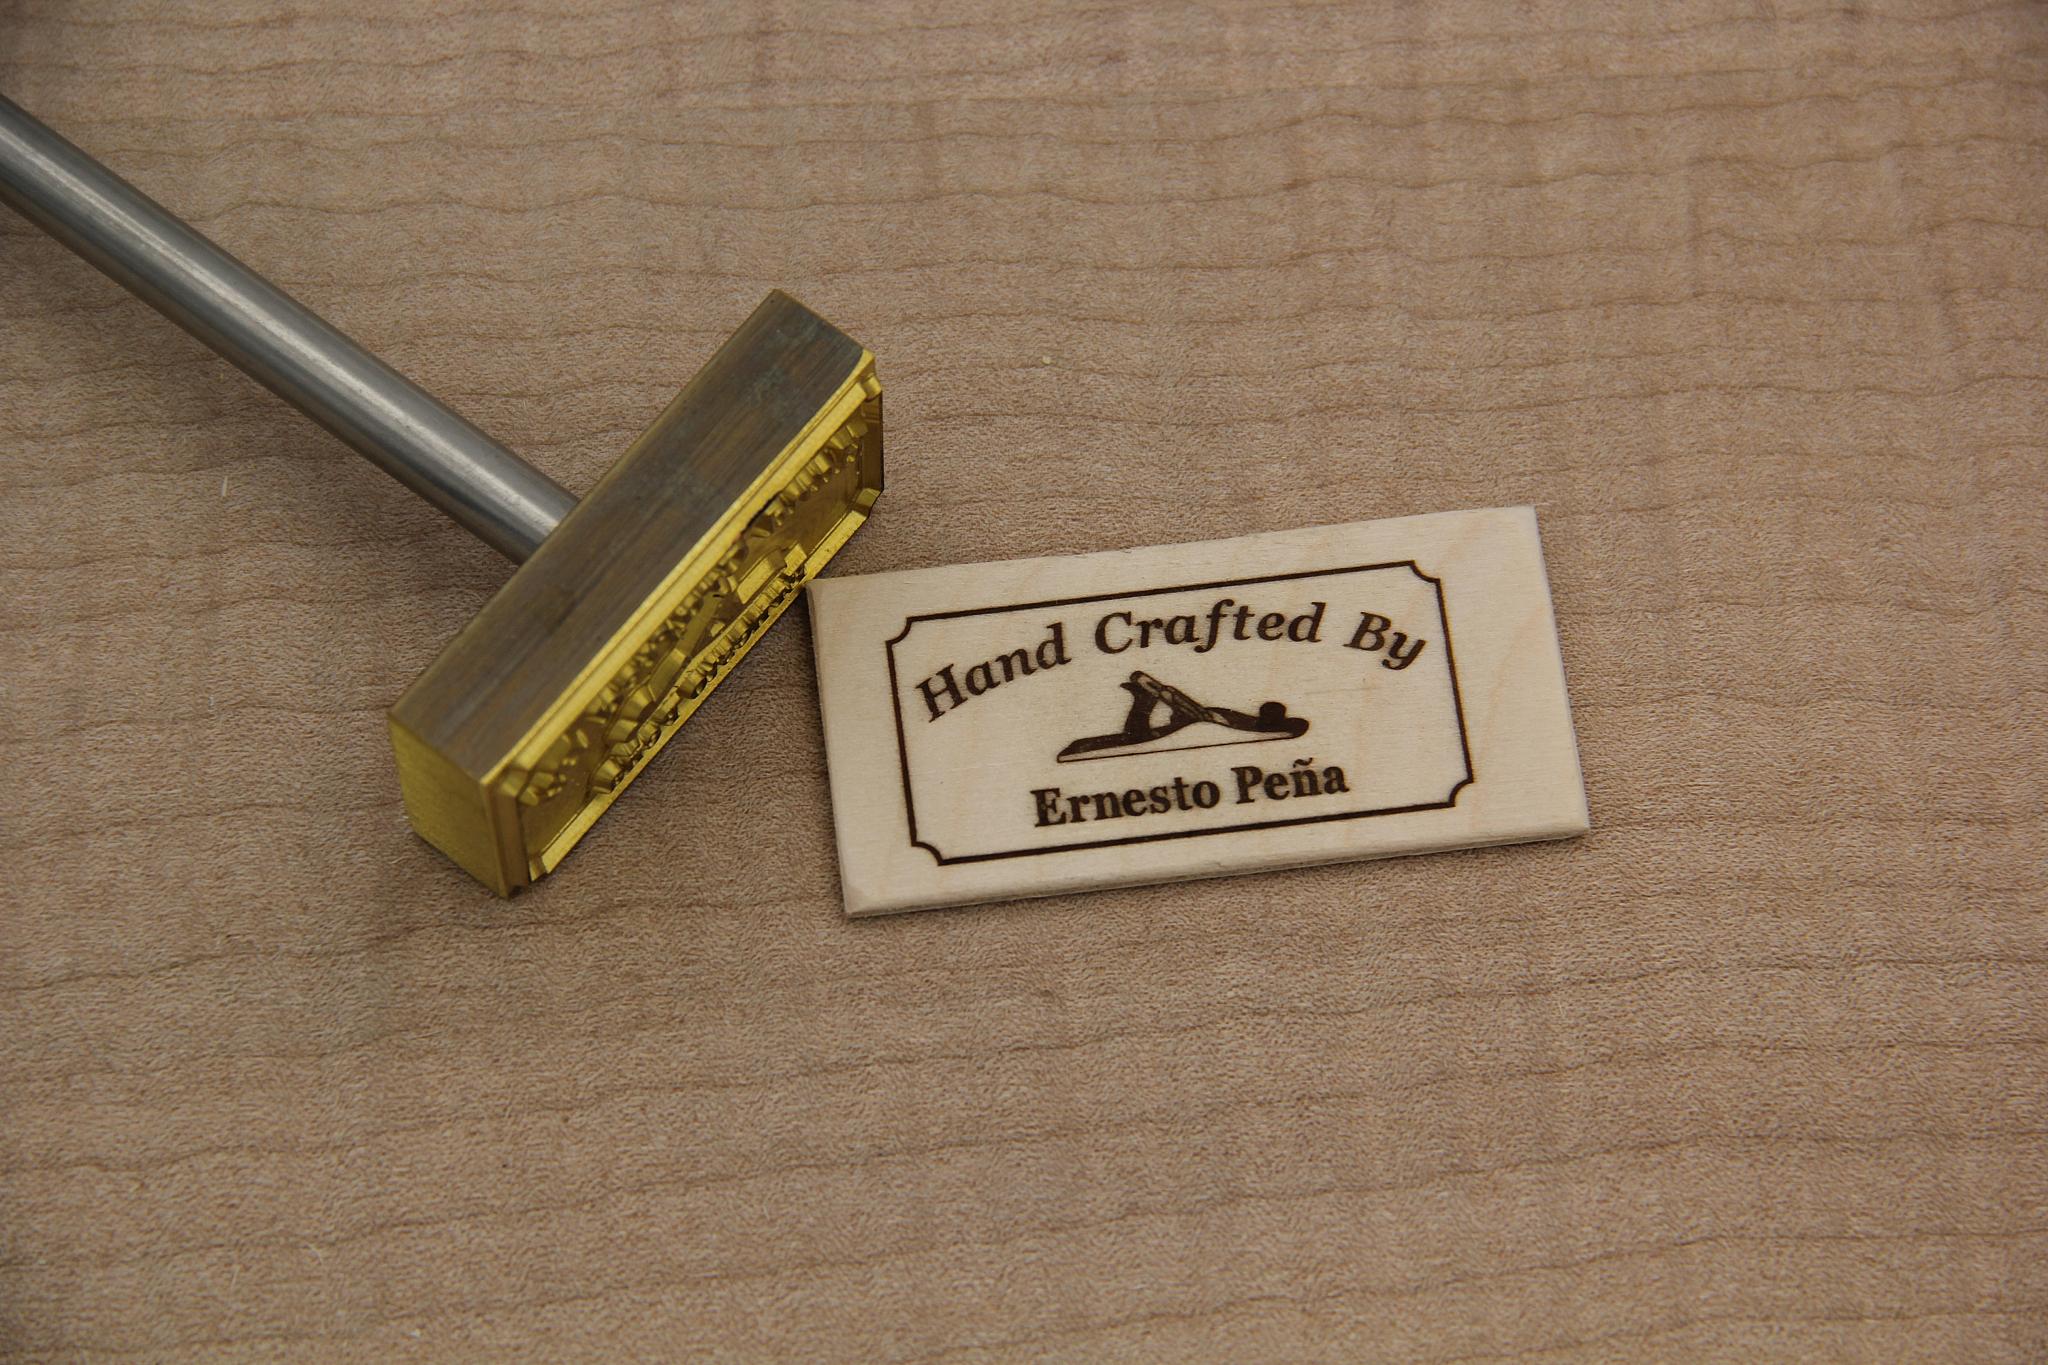 Hand Crafted By
Ernesto Peña